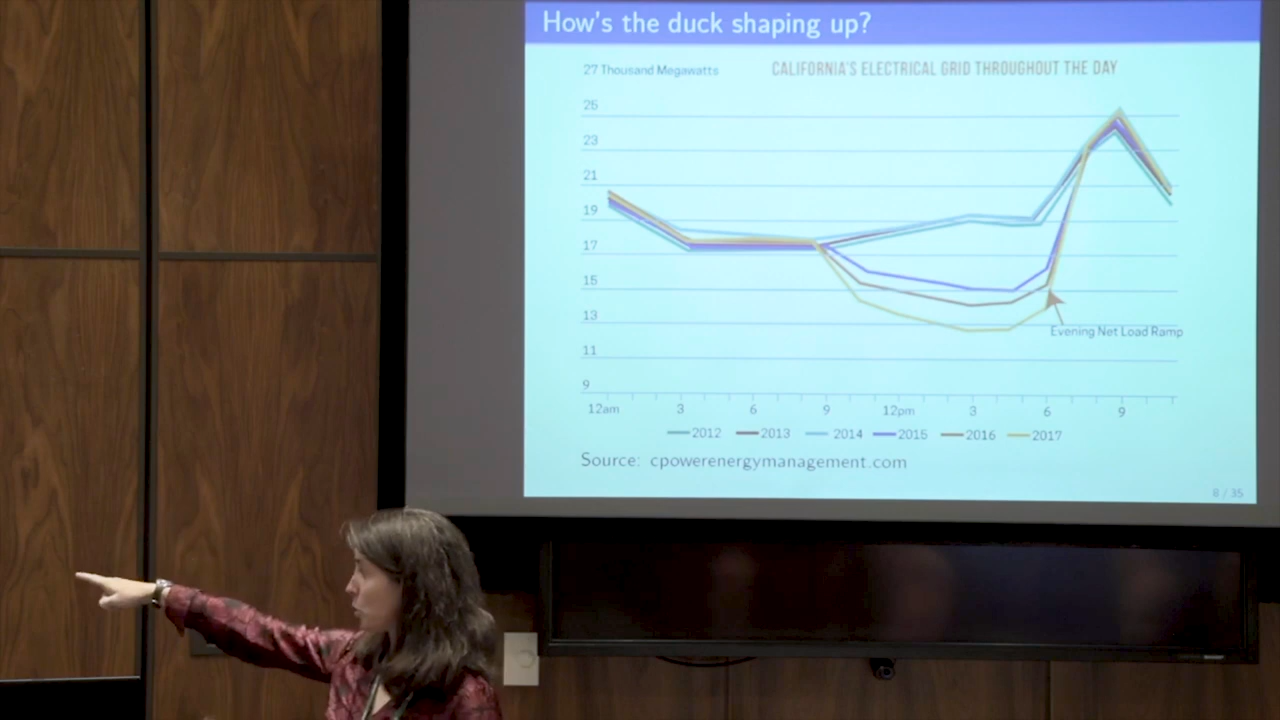 How's the duck shaping up?
27 Thousand Megawatts
CALIFORNIA'S ELECTRICAL GRID THROUGHOUT THE DAY
25
23
21
19
17
15
13
11
9
Evening Net Load Ramp
12am 3 6 9 12pm 3 6 9
2012 2013 2014 2015 2016 2017
Source: cpowerenergymanagement.com
8 / 35